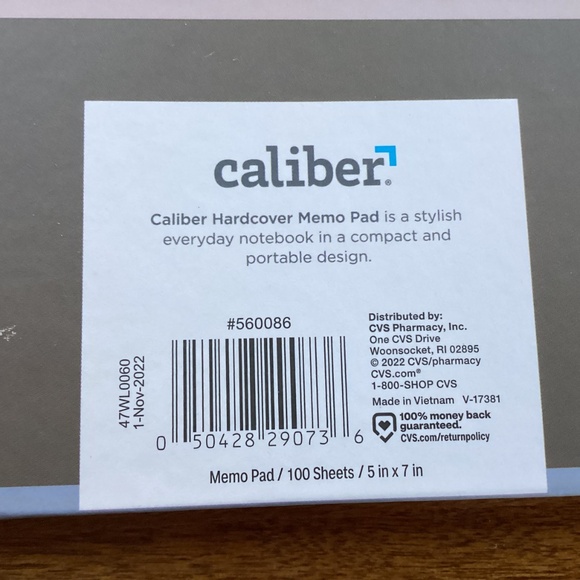 caliber®
Caliber Hardcover Memo Pad is a stylish
everyday notebook in a compact and
portable design.
#560086
47WL0060
1-Nov-2022
0 50428 29073 6
Distributed by:
CVS Pharmacy, Inc.
One CVS Drive
Woonsocket, RI 02895
© 2022 CVS/pharmacy
CVS.com®
1-800-SHOP CVS
Made in Vietnam V-17381
100% money back
guaranteed.
CVS.com/returnpolicy
Memo Pad / 100 Sheets / 5 in x 7 in